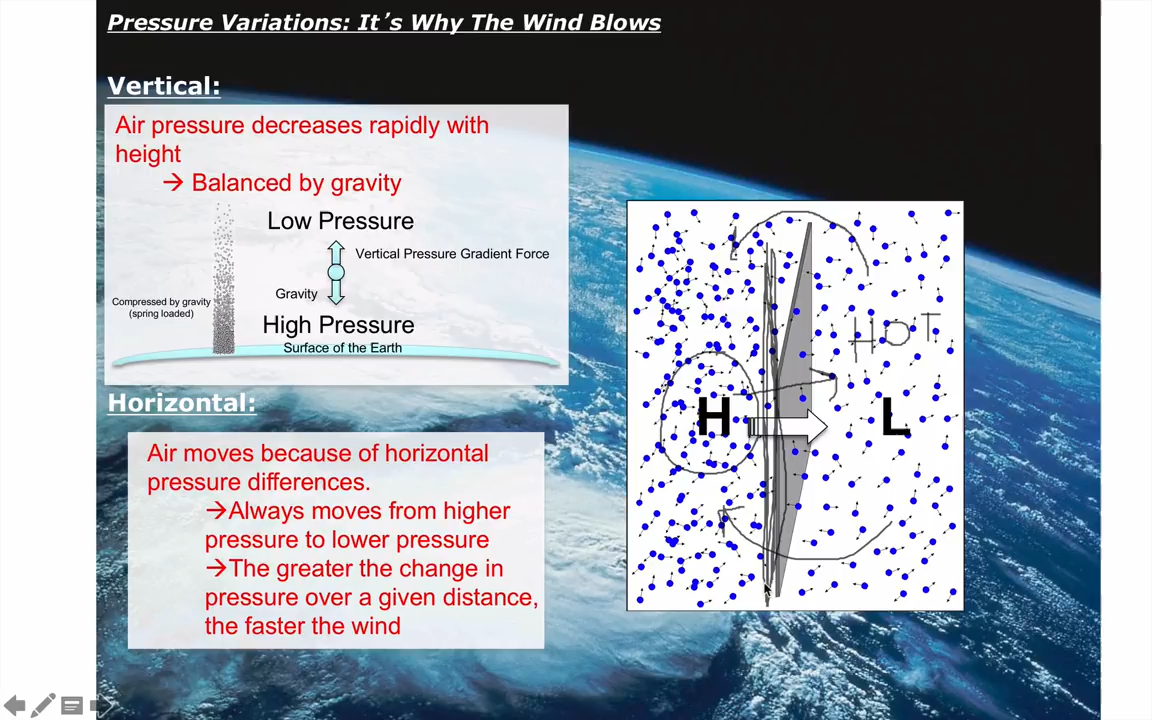 Pressure Variations: It’s Why The Wind Blows
Vertical:
Air pressure decreases rapidly with
height
→ Balanced by gravity
Low Pressure
Vertical Pressure Gradient Force
Gravity
Compressed by gravity
(spring loaded)
High Pressure
Surface of the Earth
Horizontal:
Air moves because of horizontal
pressure differences.
→Always moves from higher
pressure to lower pressure
→The greater the change in
pressure over a given distance,
the faster the wind
HOT
H
L